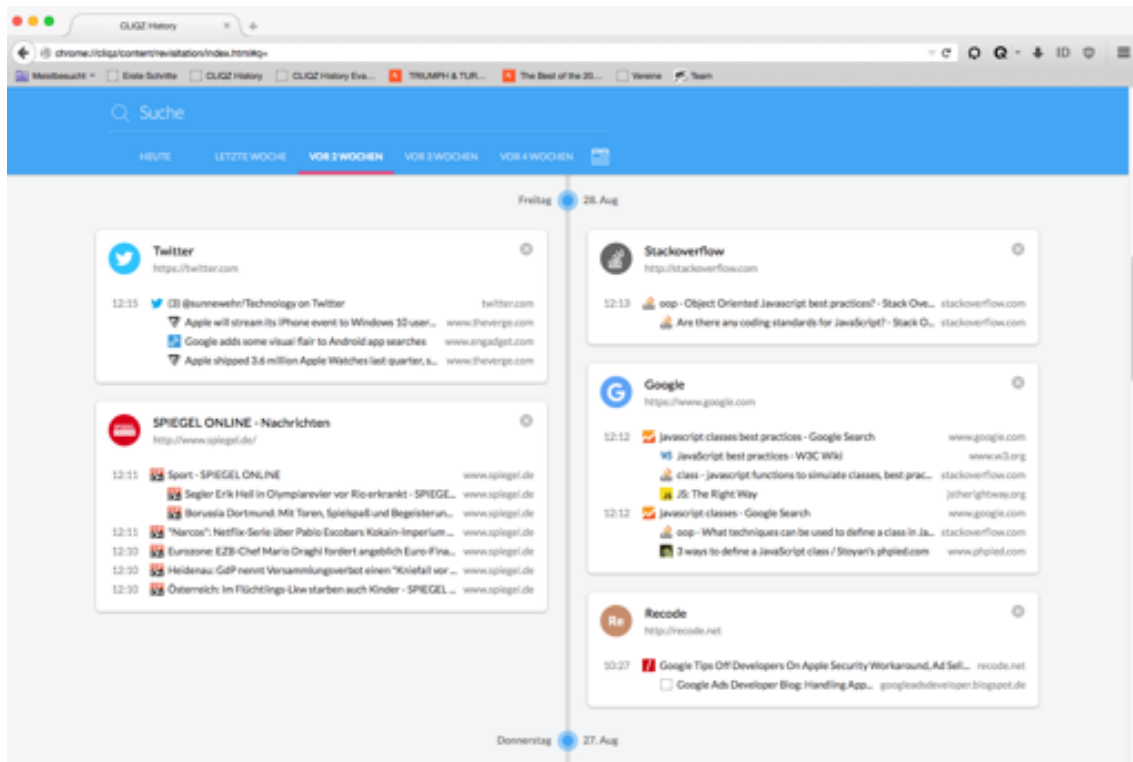 CLIQZ History
chrome://cliqz/content/revisitation/index.html#q=
Meistbesucht
Erste Schritte
CLIQZ History
CLIQZ History Eva...
TRIUMPH & TUR...
The Best of the 20...
Vereine
Team
ID
Suche
HEUTE
LETZTE WOCHE
VOR 2 WOCHEN
VOR 3 WOCHEN
VOR 4 WOCHEN
Freitag 28. Aug
Twitter
https://twitter.com
12:15 (3) @sunnewehr/Technology on Twitter twitter.com
Apple will stream its iPhone event to Windows 10 user... www.theverge.com
Google adds some visual flair to Android app searches www.engadget.com
Apple shipped 3.6 million Apple Watches last quarter, s... www.theverge.com
SPIEGEL ONLINE - Nachrichten
http://www.spiegel.de/
12:11 Sport - SPIEGEL ONLINE www.spiegel.de
Segler Erik Heil in Olympiarevier vor Rio erkrankt - SPIEGE... www.spiegel.de
Borussia Dortmund: Mit Toren, Spielspaß und Begeisterun... www.spiegel.de
12:11 "Narcos": Netflix-Serie über Pablo Escobars Kokain-Imperium ... www.spiegel.de
12:10 Eurozone: EZB-Chef Mario Draghi fordert angeblich Euro-Fina... www.spiegel.de
12:10 Heidenau: GdP nennt Versammlungsverbot einen "Kniefall vor ... www.spiegel.de
12:10 Österreich: Im Flüchtlings-Lkw starben auch Kinder - SPIEGEL ... www.spiegel.de
Stackoverflow
http://stackoverflow.com
12:13 oop - Object Oriented Javascript best practices? - Stack Ove... stackoverflow.com
Are there any coding standards for JavaScript? - Stack O... stackoverflow.com
G
Google
https://www.google.com
12:12 javascript classes best practices - Google Search www.google.com
JavaScript best practices - W3C Wiki www.w3.org
class - javascript functions to simulate classes, best prac... stackoverflow.com
JS: The Right Way jstherightway.org
12:12 javascript classes - Google Search www.google.com
oop - What techniques can be used to define a class in Ja... stackoverflow.com
3 ways to define a JavaScript class / Stoyan's phpied.com www.phpied.com
Re
Recode
http://recode.net
10:27 Google Tips Off Developers On Apple Security Workaround, Ad Sell... recode.net
Google Ads Developer Blog: Handling App... googleadsdeveloper.blogspot.de
Donnerstag 27. Aug